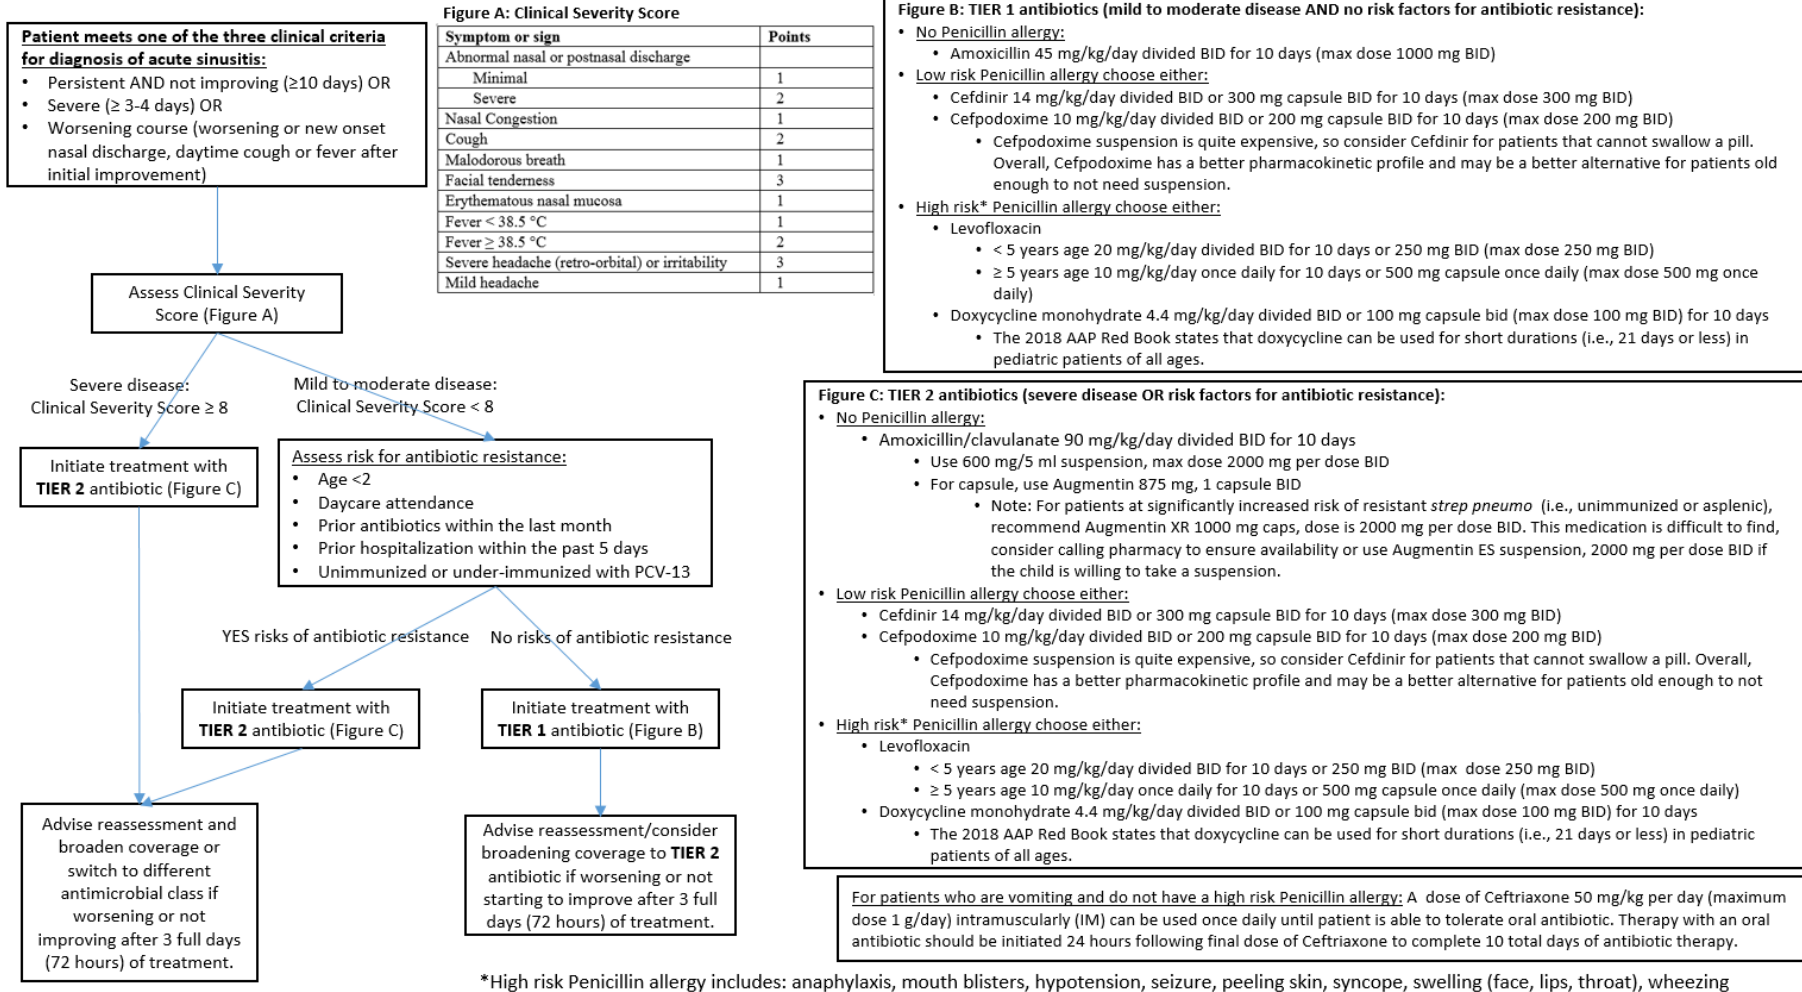 Patient meets one of the three clinical criteria
for diagnosis of acute sinusitis:
• Persistent AND not improving (≥10 days) OR
• Severe (≥ 3-4 days) OR
• Worsening course (worsening or new onset
nasal discharge, daytime cough or fever after
initial improvement)
Assess Clinical Severity
Score (Figure A)
Severe disease:
Clinical Severity Score ≥ 8
Mild to moderate disease:
Clinical Severity Score < 8
Initiate treatment with
TIER 2 antibiotic (Figure C)
Assess risk for antibiotic resistance:
• Age <2
• Daycare attendance
• Prior antibiotics within the last month
• Prior hospitalization within the past 5 days
• Unimmunized or under-immunized with PCV-13
YES risks of antibiotic resistance
No risks of antibiotic resistance
Initiate treatment with
TIER 2 antibiotic (Figure C)
Initiate treatment with
TIER 1 antibiotic (Figure B)
Advise reassessment and
broaden coverage or
switch to different
antimicrobial class if
worsening or not
improving after 3 full days
(72 hours) of treatment.
Advise reassessment/consider
broadening coverage to TIER 2
antibiotic if worsening or not
starting to improve after 3 full
days (72 hours) of treatment.
Figure A: Clinical Severity Score
Symptom or sign Points
Abnormal nasal or postnasal discharge
Minimal 1
Severe 2
Nasal Congestion 1
Cough 2
Malodorous breath 1
Facial tenderness 3
Erythematous nasal mucosa 1
Fever < 38.5 °C 1
Fever ≥ 38.5 °C 2
Severe headache (retro-orbital) or irritability 3
Mild headache 1
Figure B: TIER 1 antibiotics (mild to moderate disease AND no risk factors for antibiotic resistance):
• No Penicillin allergy:
• Amoxicillin 45 mg/kg/day divided BID for 10 days (max dose 1000 mg BID)
• Low risk Penicillin allergy choose either:
• Cefdinir 14 mg/kg/day divided BID or 300 mg capsule BID for 10 days (max dose 300 mg BID)
• Cefpodoxime 10 mg/kg/day divided BID or 200 mg capsule BID for 10 days (max dose 200 mg BID)
• Cefpodoxime suspension is quite expensive, so consider Cefdinir for patients that cannot swallow a pill.
Overall, Cefpodoxime has a better pharmacokinetic profile and may be a better alternative for patients old
enough to not need suspension.
• High risk* Penicillin allergy choose either:
• Levofloxacin
• < 5 years age 20 mg/kg/day divided BID for 10 days or 250 mg BID (max dose 250 mg BID)
• ≥ 5 years age 10 mg/kg/day once daily for 10 days or 500 mg capsule once daily (max dose 500 mg once
daily)
• Doxycycline monohydrate 4.4 mg/kg/day divided BID or 100 mg capsule bid (max dose 100 mg BID) for 10 days
• The 2018 AAP Red Book states that doxycycline can be used for short durations (i.e., 21 days or less) in
pediatric patients of all ages.
Figure C: TIER 2 antibiotics (severe disease OR risk factors for antibiotic resistance):
• No Penicillin allergy:
• Amoxicillin/clavulanate 90 mg/kg/day divided BID for 10 days
• Use 600 mg/5 ml suspension, max dose 2000 mg per dose BID
• For capsule, use Augmentin 875 mg, 1 capsule BID
• Note: For patients at significantly increased risk of resistant strep pneumo (i.e., unimmunized or asplenic),
recommend Augmentin XR 1000 mg caps, dose is 2000 mg per dose BID. This medication is difficult to find,
consider calling pharmacy to ensure availability or use Augmentin ES suspension, 2000 mg per dose BID if
the child is willing to take a suspension.
• Low risk Penicillin allergy choose either:
• Cefdinir 14 mg/kg/day divided BID or 300 mg capsule BID for 10 days (max dose 300 mg BID)
• Cefpodoxime 10 mg/kg/day divided BID or 200 mg capsule BID for 10 days (max dose 200 mg BID)
• Cefpodoxime suspension is quite expensive, so consider Cefdinir for patients that cannot swallow a pill. Overall,
Cefpodoxime has a better pharmacokinetic profile and may be a better alternative for patients old enough to not
need suspension.
• High risk* Penicillin allergy choose either:
• Levofloxacin
• < 5 years age 20 mg/kg/day divided BID for 10 days or 250 mg BID (max dose 250 mg BID)
• ≥ 5 years age 10 mg/kg/day once daily for 10 days or 500 mg capsule once daily (max dose 500 mg once daily)
• Doxycycline monohydrate 4.4 mg/kg/day divided BID or 100 mg capsule bid (max dose 100 mg BID) for 10 days
• The 2018 AAP Red Book states that doxycycline can be used for short durations (i.e., 21 days or less) in pediatric
patients of all ages.
For patients who are vomiting and do not have a high risk Penicillin allergy: A dose of Ceftriaxone 50 mg/kg per day (maximum
dose 1 g/day) intramuscularly (IM) can be used once daily until patient is able to tolerate oral antibiotic. Therapy with an oral
antibiotic should be initiated 24 hours following final dose of Ceftriaxone to complete 10 total days of antibiotic therapy.
*High risk Penicillin allergy includes: anaphylaxis, mouth blisters, hypotension, seizure, peeling skin, syncope, swelling (face, lips, throat), wheezing